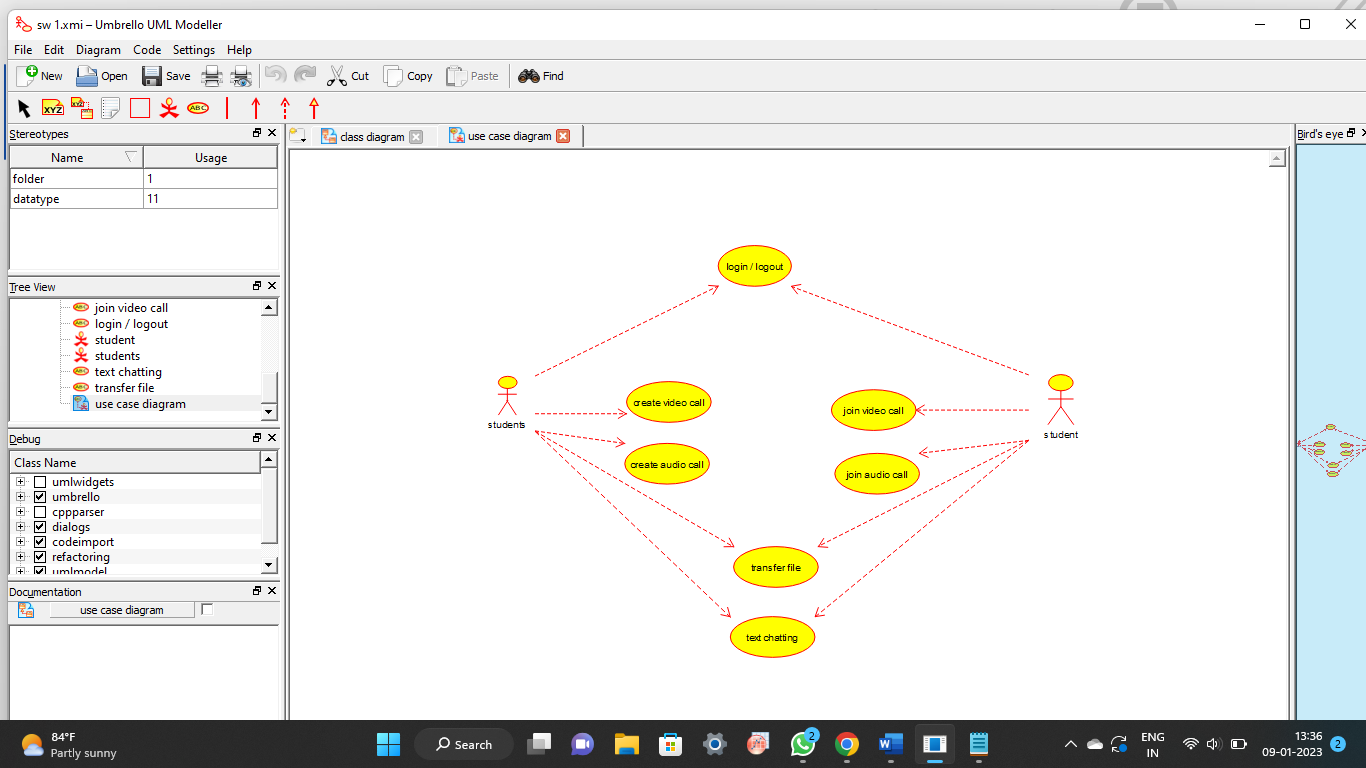 sw 1.xmi – Umbrello UML Modeller
File Edit Diagram Code Settings Help
New Open Save Cut Copy Paste Find
XYZ XYZ ABC
Stereotypes
Name Usage
folder 1
datatype 11
Tree View
join video call
login / logout
student
students
text chatting
transfer file
use case diagram
Debug
Class Name
umlwidgets
umbrello
cppparser
dialogs
codeimport
refactoring
umlmodel
Documentation
use case diagram
class diagram
use case diagram
Bird's eye
login / logout
students
create video call
create audio call
join video call
join audio call
student
transfer file
text chatting
84°F
Partly sunny
Search
2
ENG
IN
13:36
09-01-2023
2